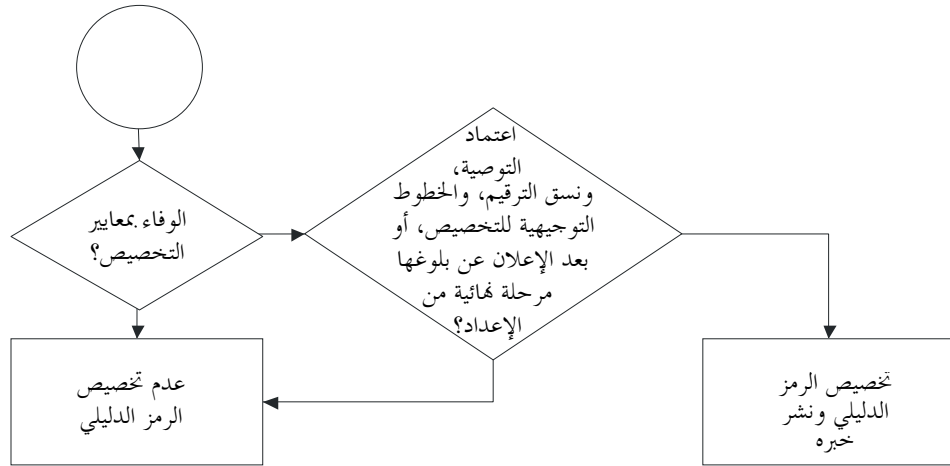 الوفاء بمعايير
التخصيص؟
اعتماد
التوصية،
ونسق الترقيم، والخطوط
التوجيهية للتخصيص، أو
بعد الإعلان عن بلوغها
مرحلة نهائية من
الإعداد؟
عدم تخصيص
الرمز الدليلي
تخصيص الرمز
الدليلي ونشر
خبره